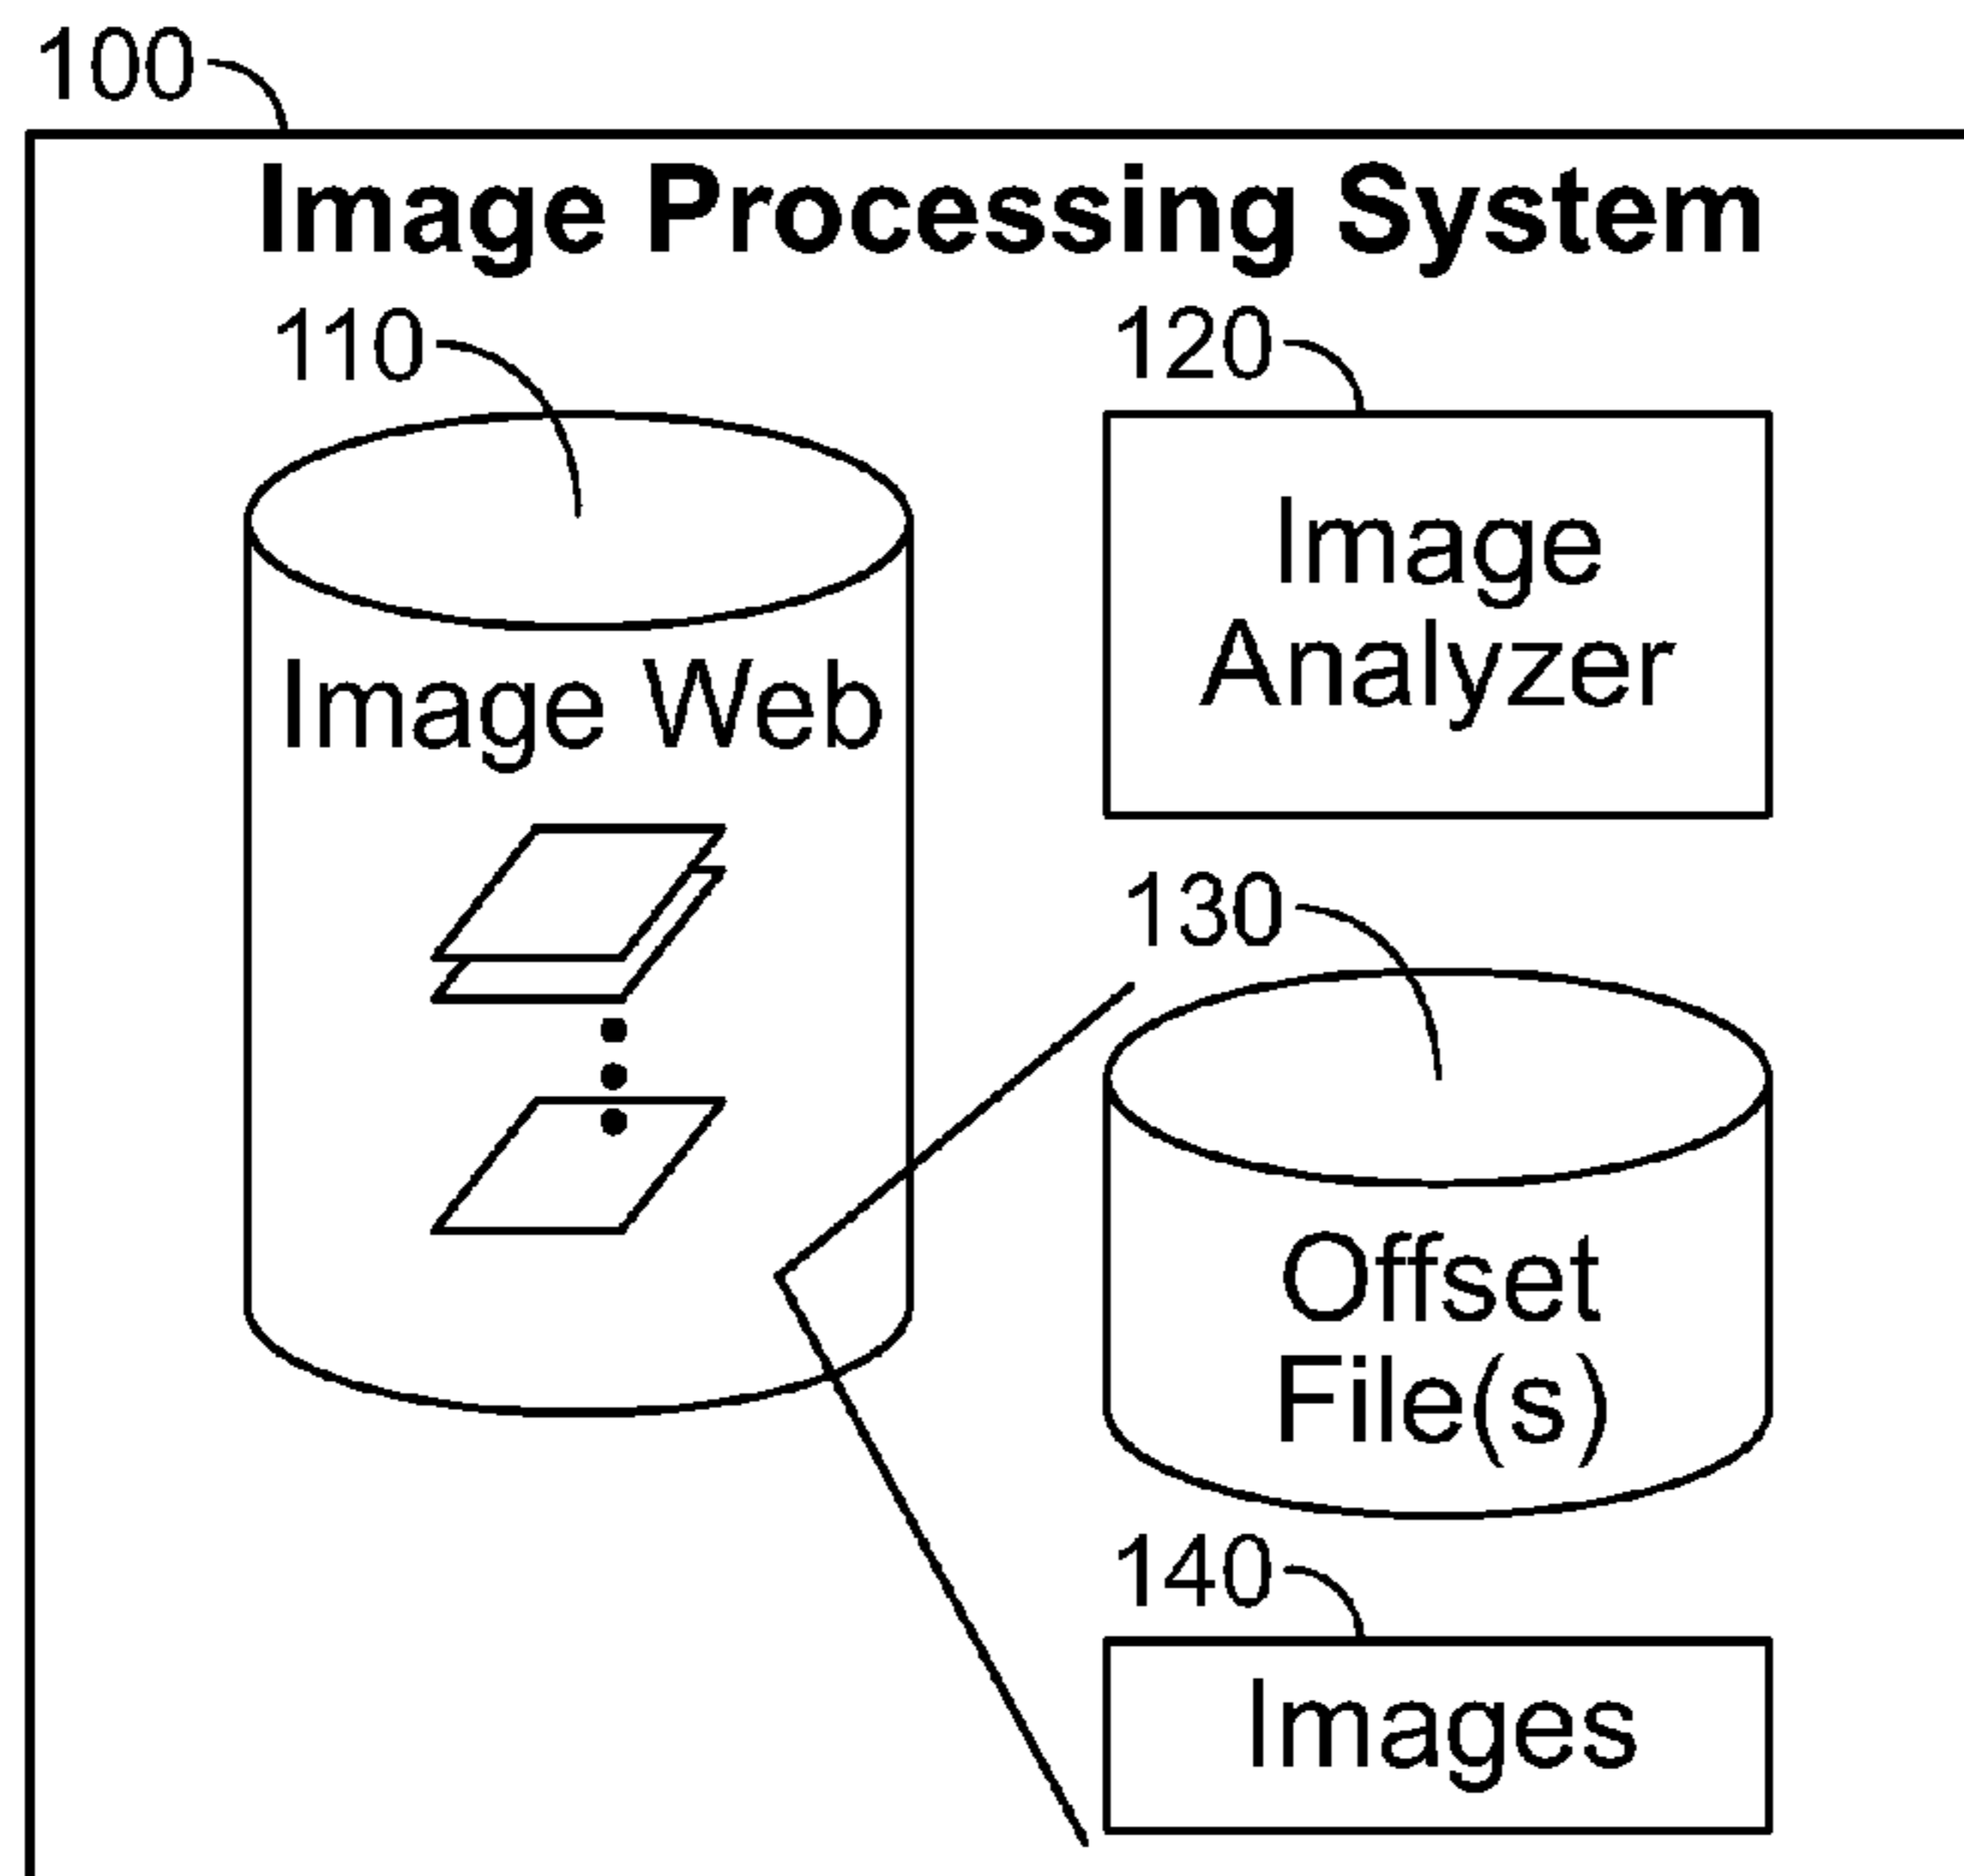 100
Image Processing System
110
120
Image Web
Image
Analyzer
130
Offset
File(s)
140
Images